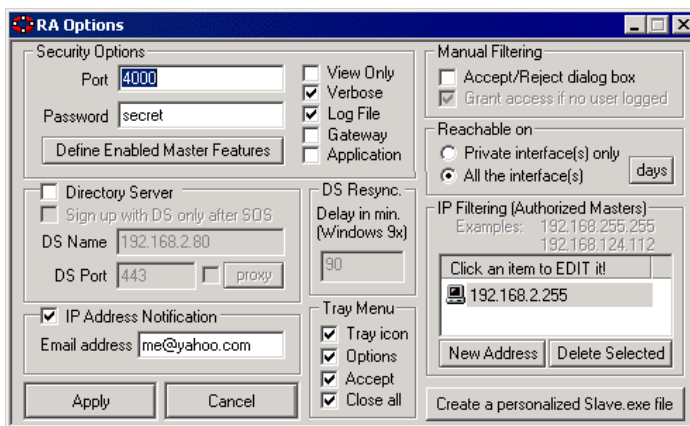 RA Options
Security Options
Port 4000
Password secret
Define Enabled Master Features
View Only
Verbose
Log File
Gateway
Application
Directory Server
Sign up with DS only after SOS
DS Name 192.168.2.80
DS Port 443 proxy
DS Resync.
Delay in min.
(Windows 9x)
90
IP Address Notification
Email address me@yahoo.com
Tray Menu
Tray icon
Options
Accept
Close all
Apply Cancel
Manual Filtering
Accept/Reject dialog box
Grant access if no user logged
Reachable on
Private interface(s) only
All the interface(s)
days
IP Filtering (Authorized Masters)
Examples: 192.168.255.255
192.168.124.112
Click an item to EDIT it!
192.168.2.255
New Address Delete Selected
Create a personalized Slave.exe file